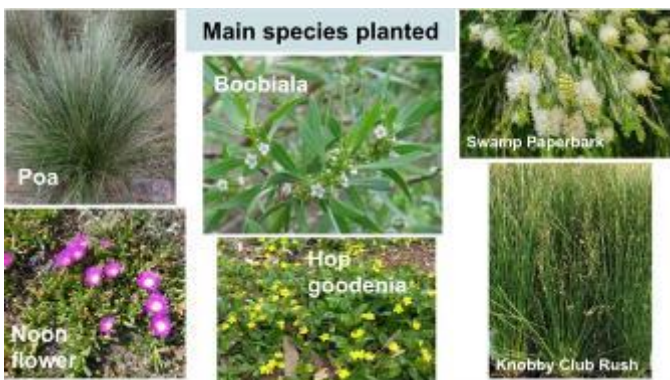 Main species planted
Poa
Boobiala
Swamp Paperbark
Noon
flower
Hop
goodenia
Knobby Club Rush